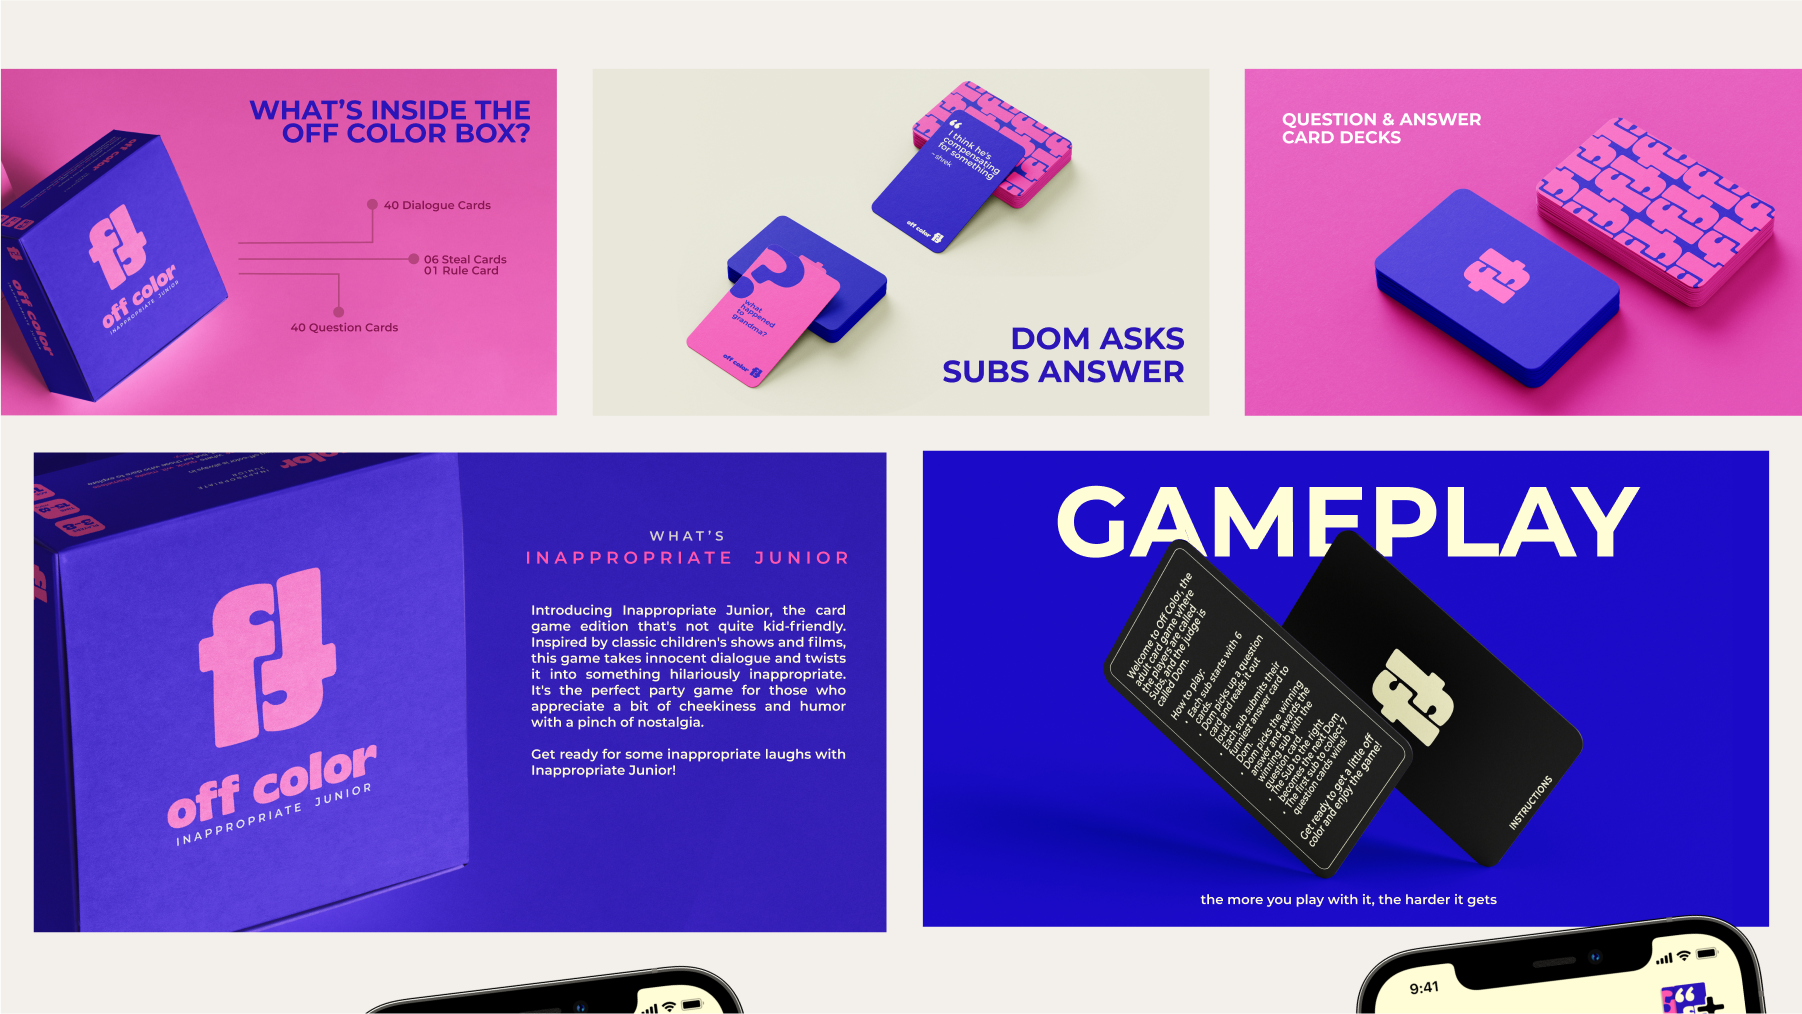 WHAT'S INSIDE THE
OFF COLOR BOX?
40 Dialogue Cards
06 Steal Cards
01 Rule Card
40 Question Cards
off color
INAPPROPRIATE JUNIOR
off color
“
I think he's
compensating
for something
- shrek
off color
?
what
happened
to
grandma?
off color
DOM ASKS
SUBS ANSWER
QUESTION & ANSWER
CARD DECKS
off color
INAPPROPRIATE
JUNIOR
3-8
off color
INAPPROPRIATE JUNIOR
WHAT'S
INAPPROPRIATE JUNIOR
Introducing Inappropriate Junior, the card
game edition that's not quite kid-friendly.
Inspired by classic children's shows and films,
this game takes innocent dialogue and twists
it into something hilariously inappropriate.
It's the perfect party game for those who
appreciate a bit of cheekiness and humor
with a pinch of nostalgia.
Get ready for some inappropriate laughs with
Inappropriate Junior!
GAMEPLAY
Welcome to Off Color, the
adult card game where
the players are called
Subs, and the judge is
called Dom.
How to play:
• Each sub starts with 6
cards.
• Dom picks up a question
card and reads it out
loud.
• Each sub submits their
funniest answer card to
Dom.
• Dom picks the winning
answer and awards the
winning sub with the
question card.
• The Sub to the right
becomes the next Dom
• The first sub to collect 7
question cards wins!
Get ready to get a little off
color and enjoy the game!
INSTRUCTIONS
the more you play with it, the harder it gets
9:41
“